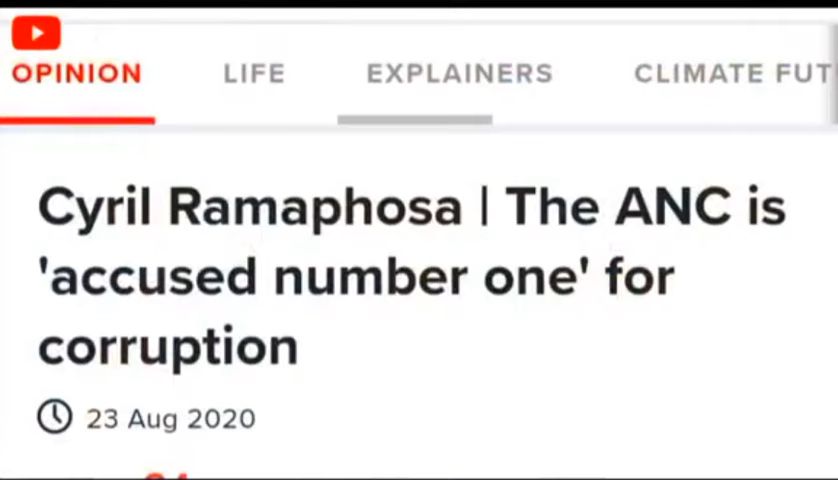 OPINION LIFE EXPLAINERS CLIMATE FUT
Cyril Ramaphosa | The ANC is
'accused number one' for
corruption
23 Aug 2020